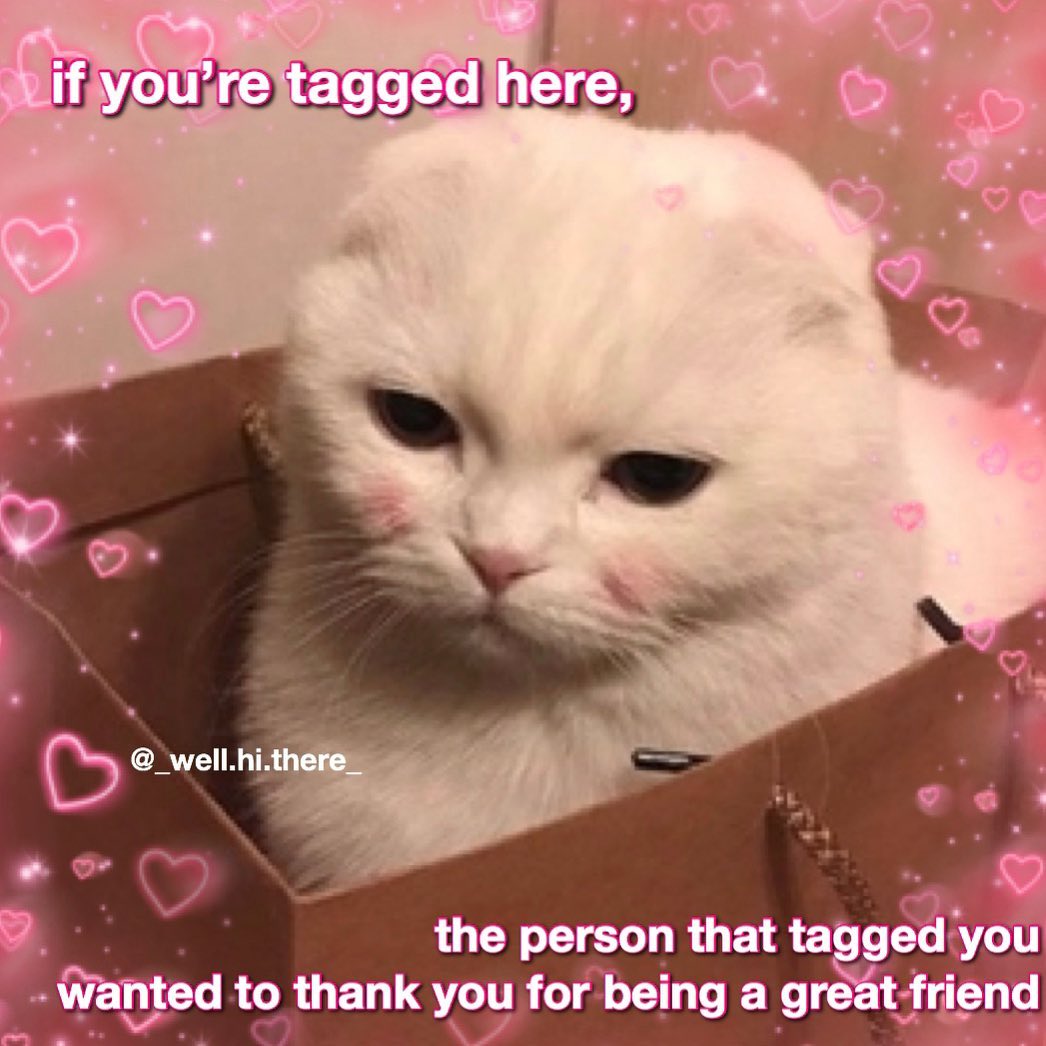 if you’re tagged here,
@_well.hi.there_
the person that tagged you
wanted to thank you for being a great friend